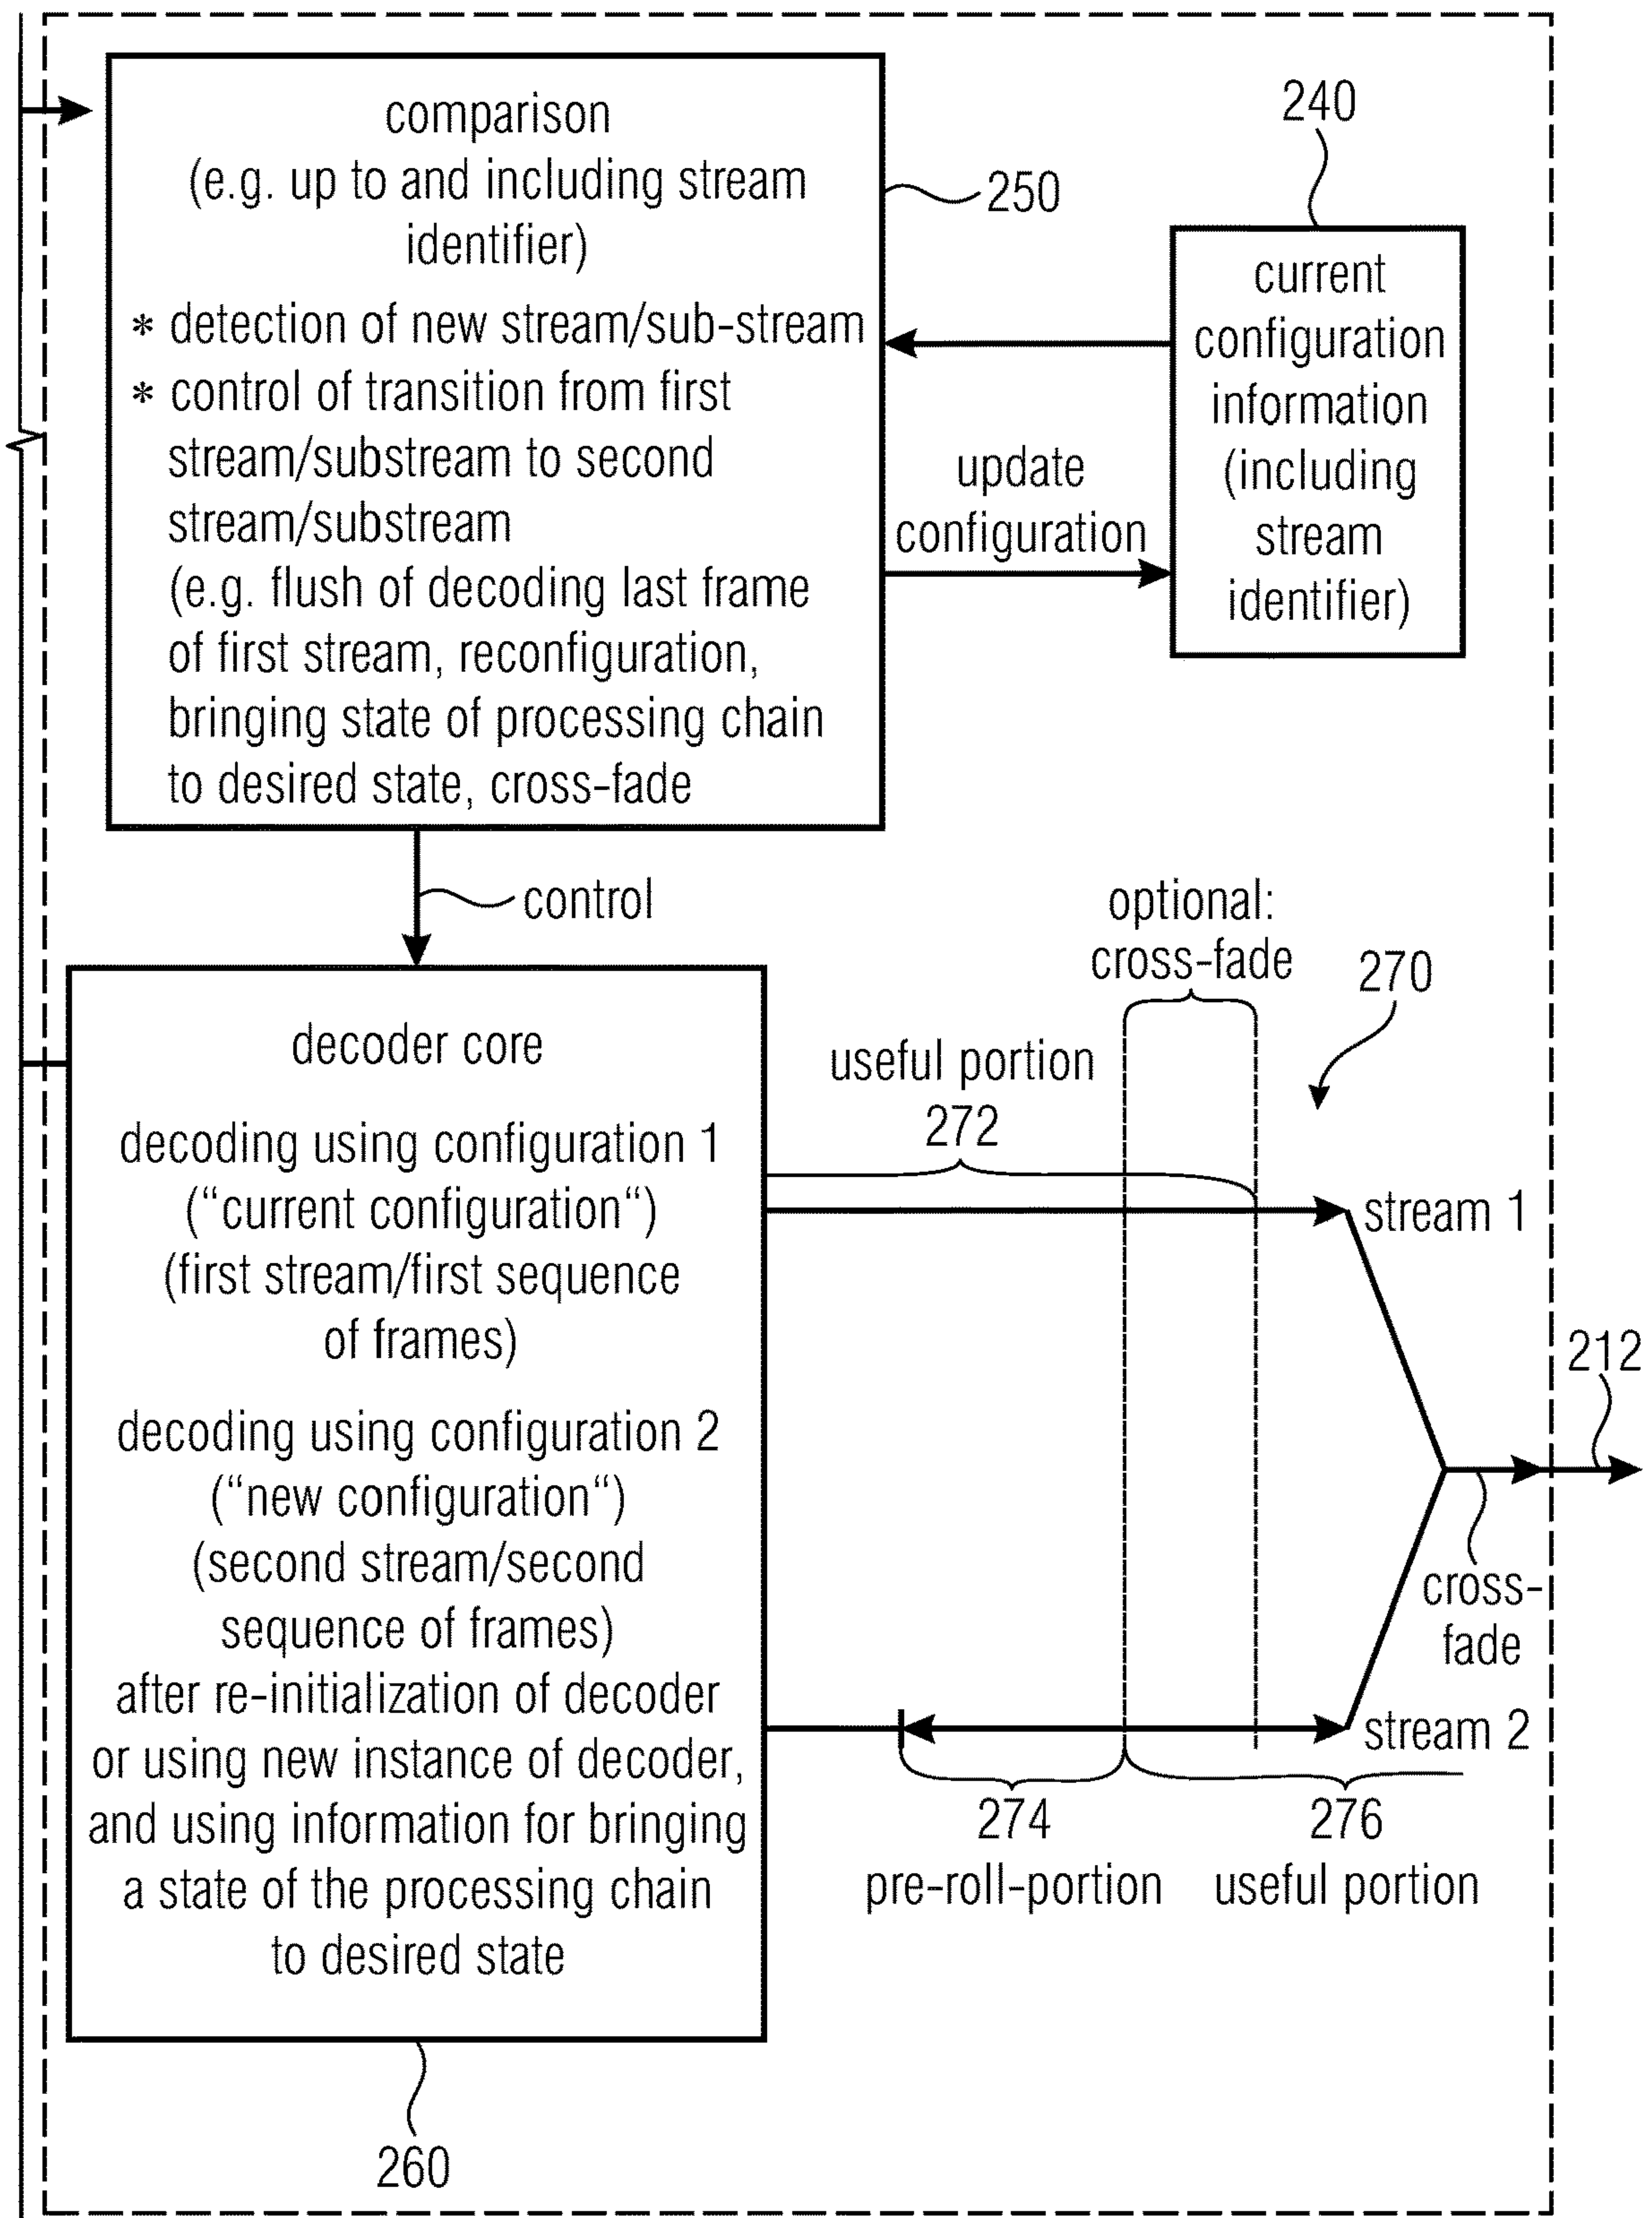 comparison
(e.g. up to and including stream
identifier)
* detection of new stream/sub-stream
* control of transition from first
stream/substream to second
stream/substream
(e.g. flush of decoding last frame
of first stream, reconfiguration,
bringing state of processing chain
to desired state, cross-fade
250
240
current
configuration
information
(including
stream
identifier)
update
configuration
control
decoder core
decoding using configuration 1
(“current configuration“)
(first stream/first sequence
of frames)
decoding using configuration 2
(“new configuration“)
(second stream/second
sequence of frames)
after re-initialization of decoder
or using new instance of decoder,
and using information for bringing
a state of the processing chain
to desired state
260
optional:
cross-fade
270
useful portion
272
stream 1
212
cross-
fade
stream 2
274
pre-roll-portion
276
useful portion